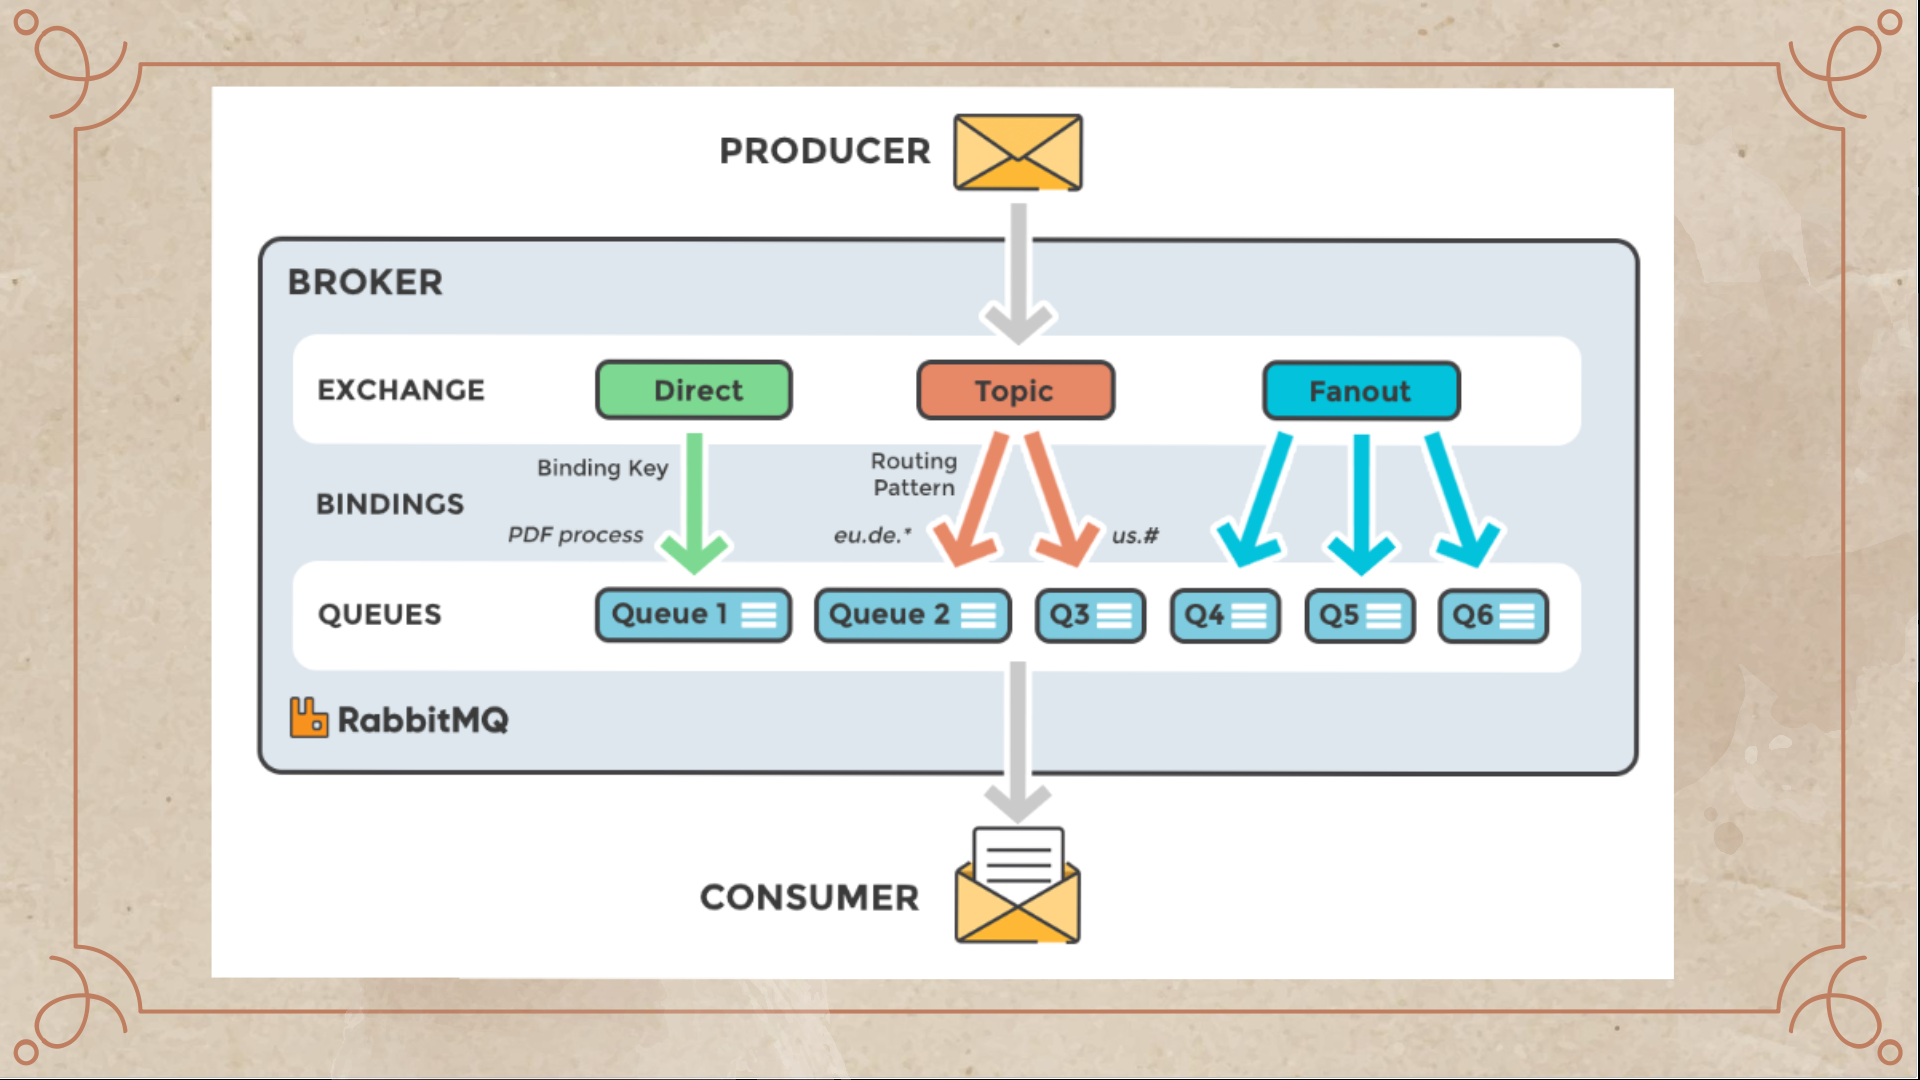 PRODUCER
BROKER
EXCHANGE
Direct
Topic
Fanout
Binding Key
Routing
Pattern
BINDINGS
PDF process
eu.de.*
us.#
QUEUES
Queue 1
Queue 2
Q3
Q4
Q5
Q6
RabbitMQ
CONSUMER